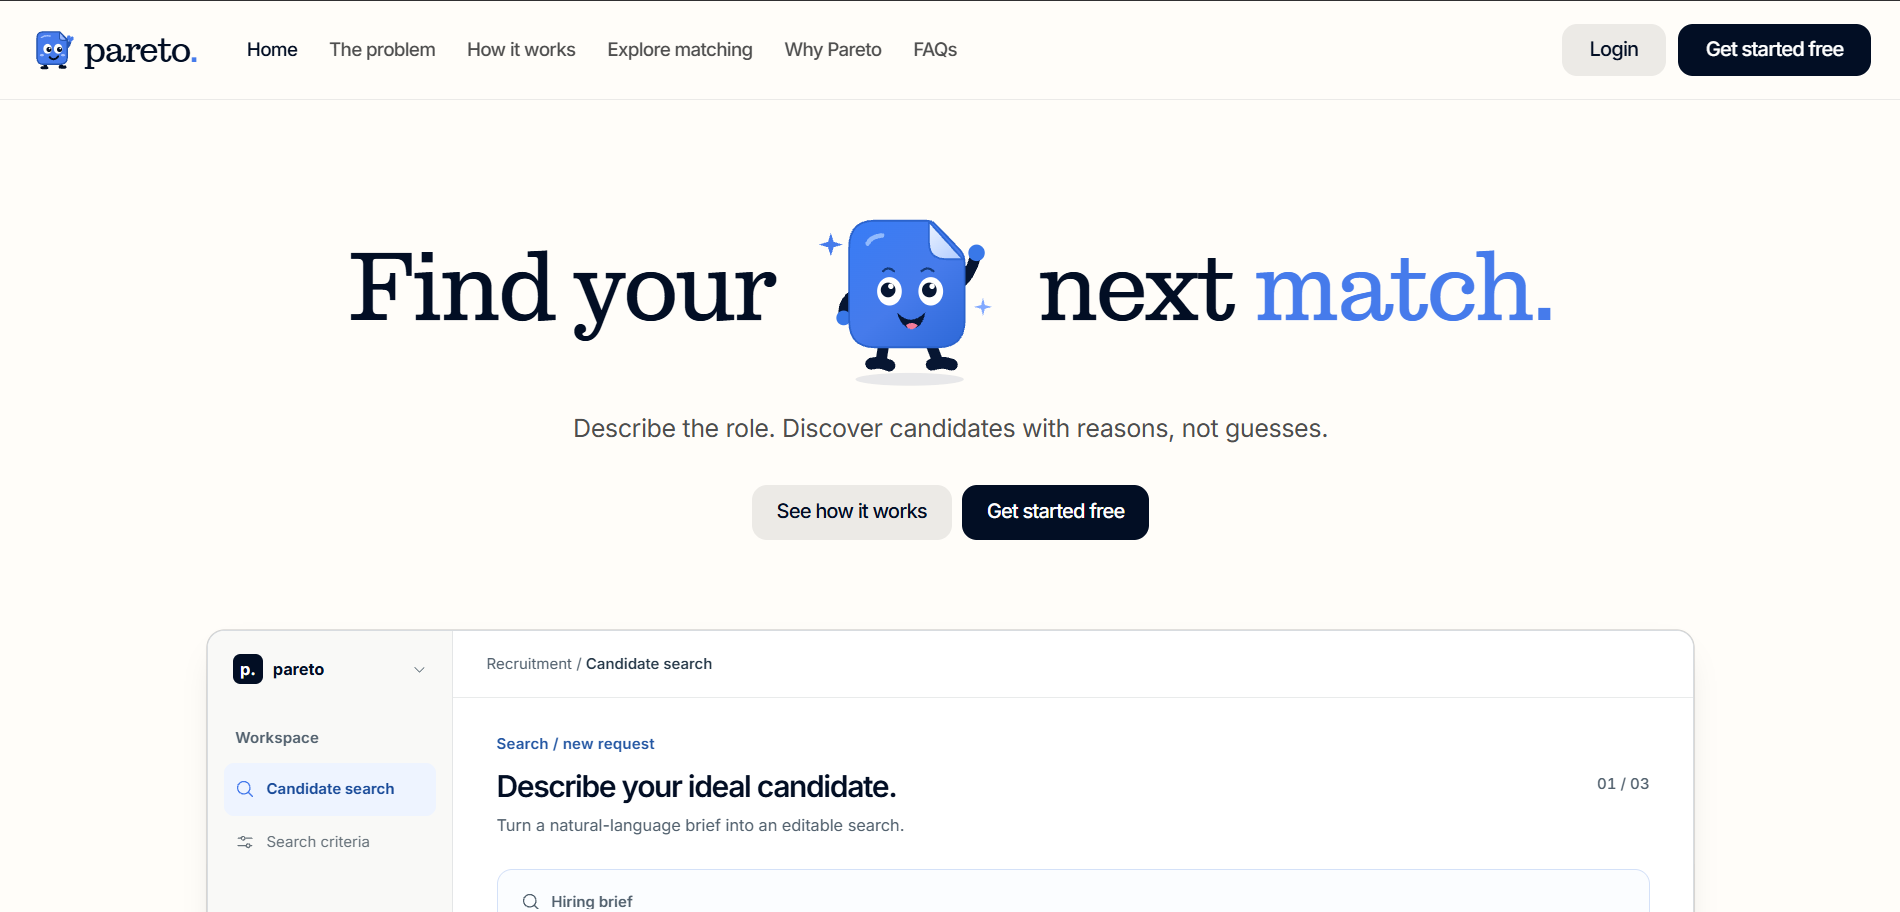 pareto.
Home
The problem
How it works
Explore matching
Why Pareto
FAQs
Login
Get started free
Find your next match.
Describe the role. Discover candidates with reasons, not guesses.
See how it works
Get started free
p. pareto
Workspace
Candidate search
Search criteria
Recruitment / Candidate search
Search / new request
Describe your ideal candidate.
01 / 03
Turn a natural-language brief into an editable search.
Hiring brief